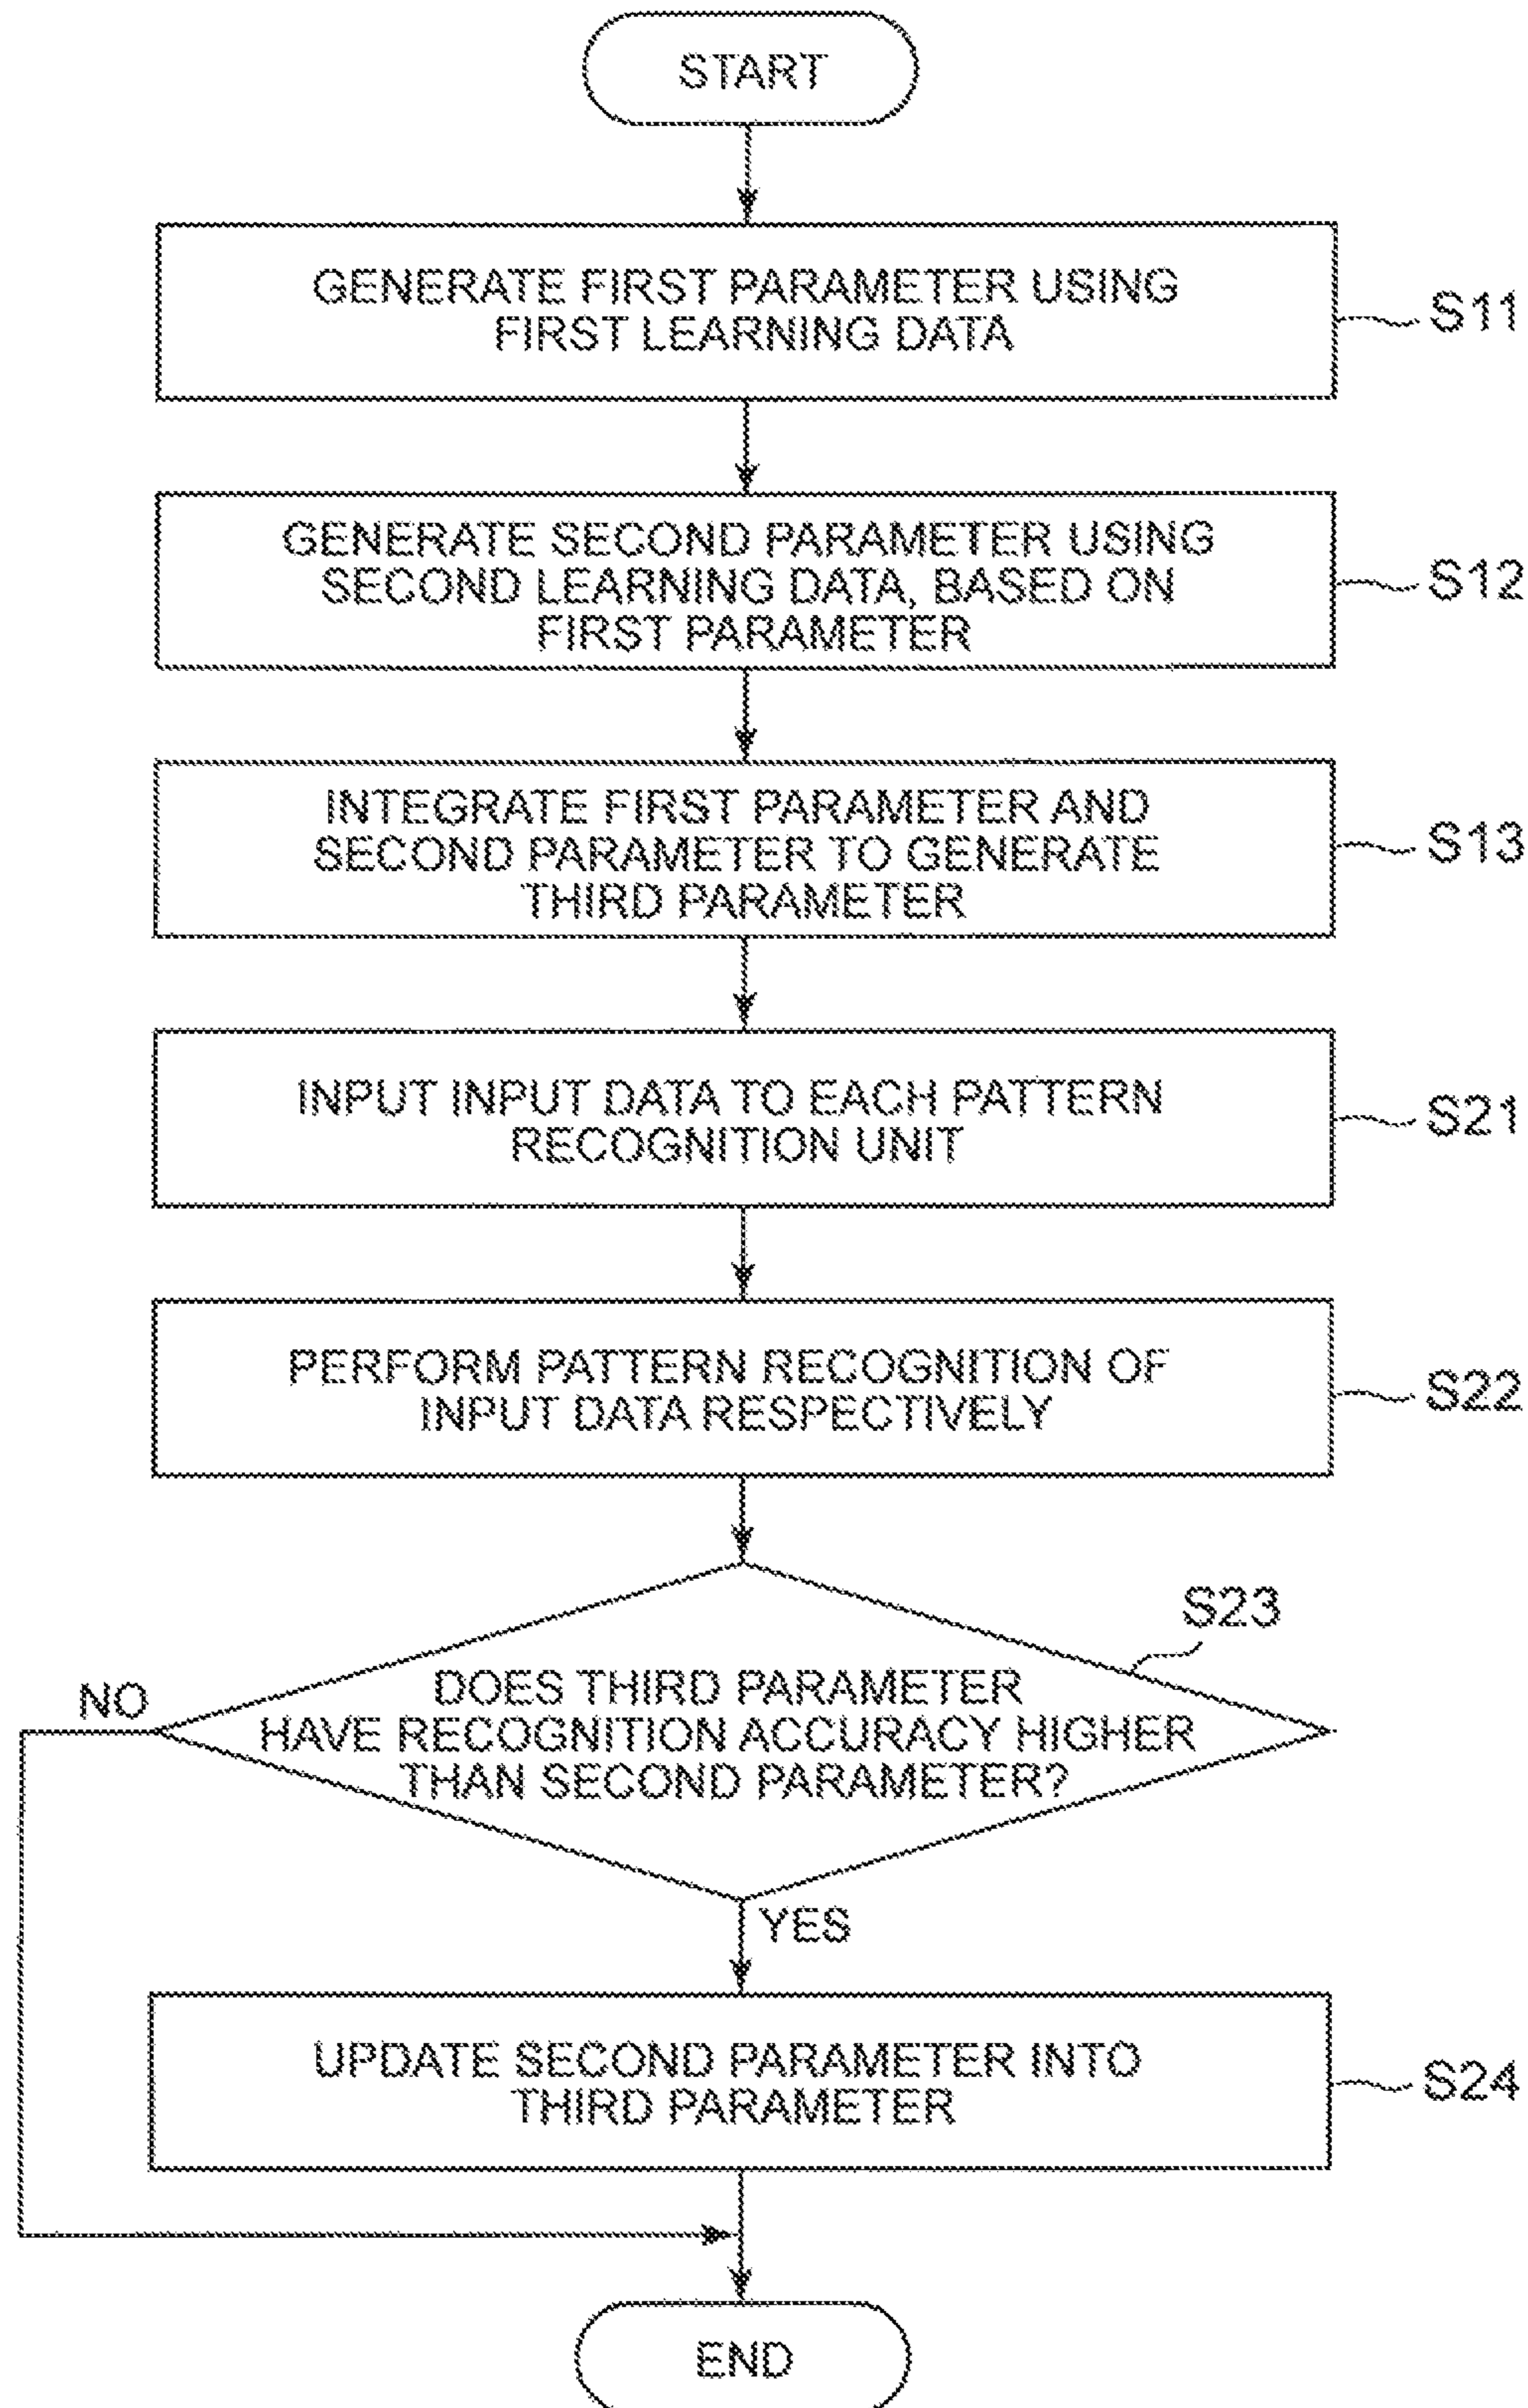 START
GENERATE FIRST PARAMETER USING
FIRST LEARNING DATA
S11
GENERATE SECOND PARAMETER USING
SECOND LEARNING DATA, BASED ON
FIRST PARAMETER
S12
INTEGRATE FIRST PARAMETER AND
SECOND PARAMETER TO GENERATE
THIRD PARAMETER
S13
INPUT INPUT DATA TO EACH PATTERN
RECOGNITION UNIT
S21
PERFORM PATTERN RECOGNITION OF
INPUT DATA RESPECTIVELY
S22
S23
NO
DOES THIRD PARAMETER
HAVE RECOGNITION ACCURACY HIGHER
THAN SECOND PARAMETER?
YES
UPDATE SECOND PARAMETER INTO
THIRD PARAMETER
S24
END